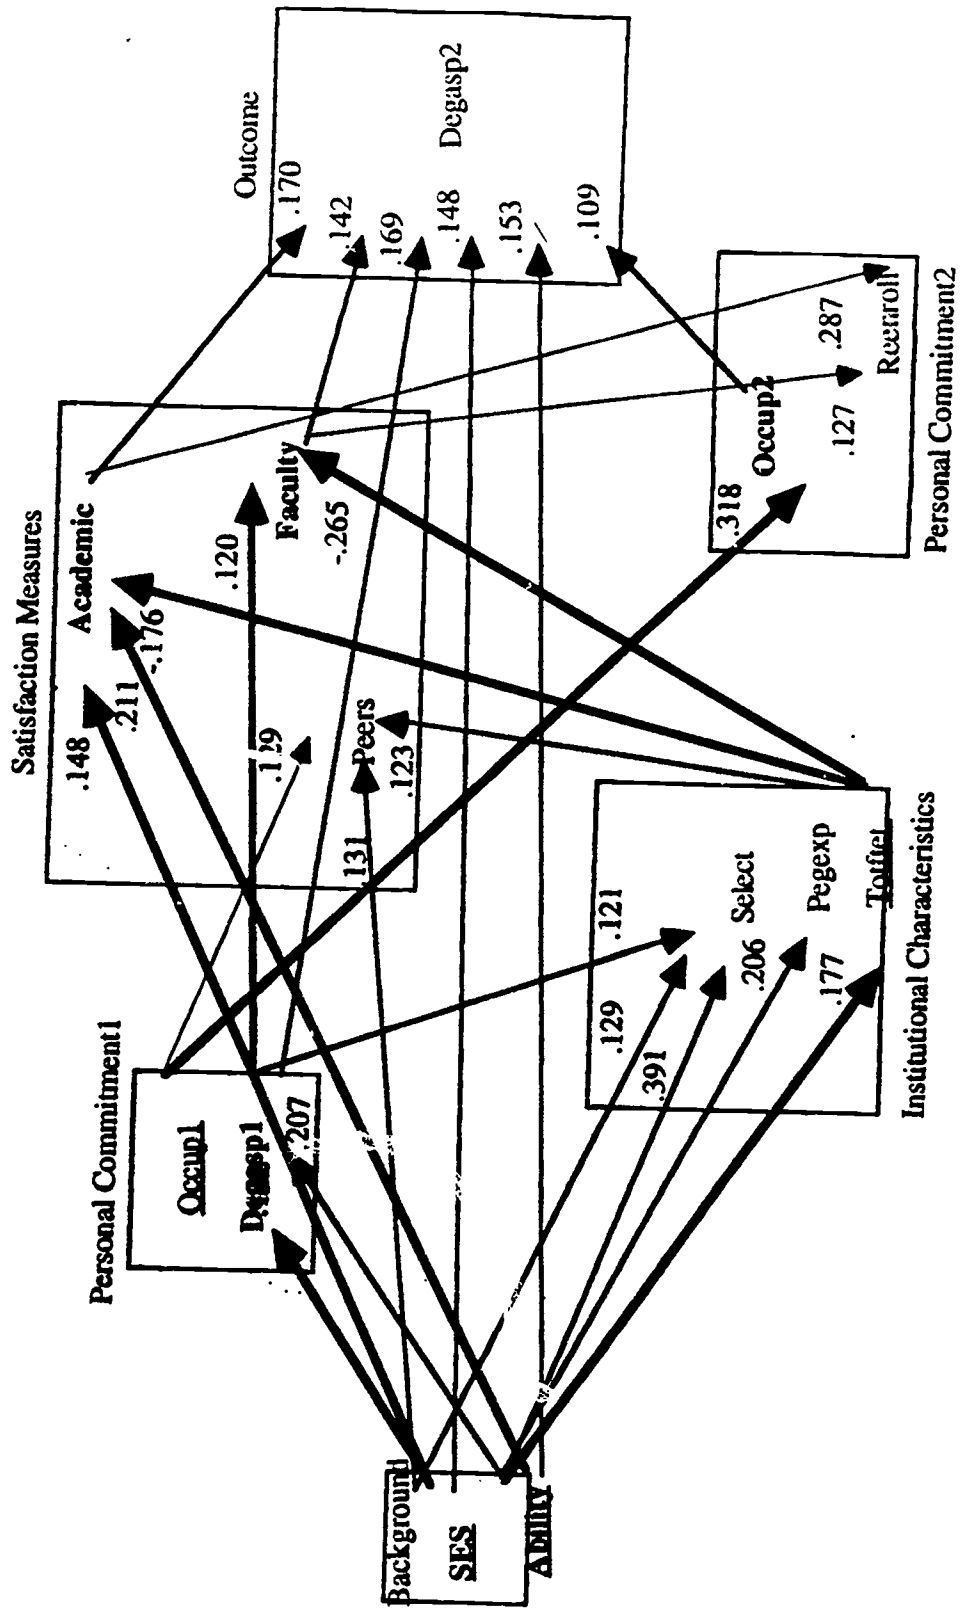 Background
SES
Ability
Personal Commitment1
Occup1
Degasp1
.207
Satisfaction Measures
Academic
.148
.211
-.176
.120
Faculty
-.265
.129
Peers
.131
.123
Institutional Characteristics
.129
.121
.391
Select
.206
Pegexp
.177
Personal Commitment2
.318
Occup2
.127
.287
Reenroll
Outcome
.170
.142
.169
.148
.153
.109
Degasp2